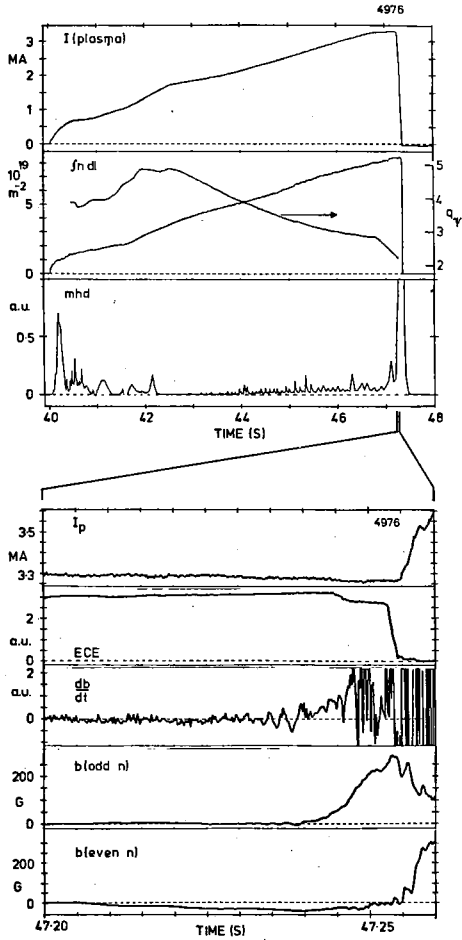 4976
I (plasma)
3
MA
2
1
0
∫n dl
10¹⁹
m⁻²
5
0
5
4
3
2
qψ
mhd
a.u.
0·5
0
40 42 44 46 48
TIME (S)
Ip
4976
3·5
MA
3·3
2
a.u.
0
ECE
2
a.u.
0
db
dt
b (odd n)
200
G
0
b (even n)
200
G
0
47·20 47·25
TIME (S)